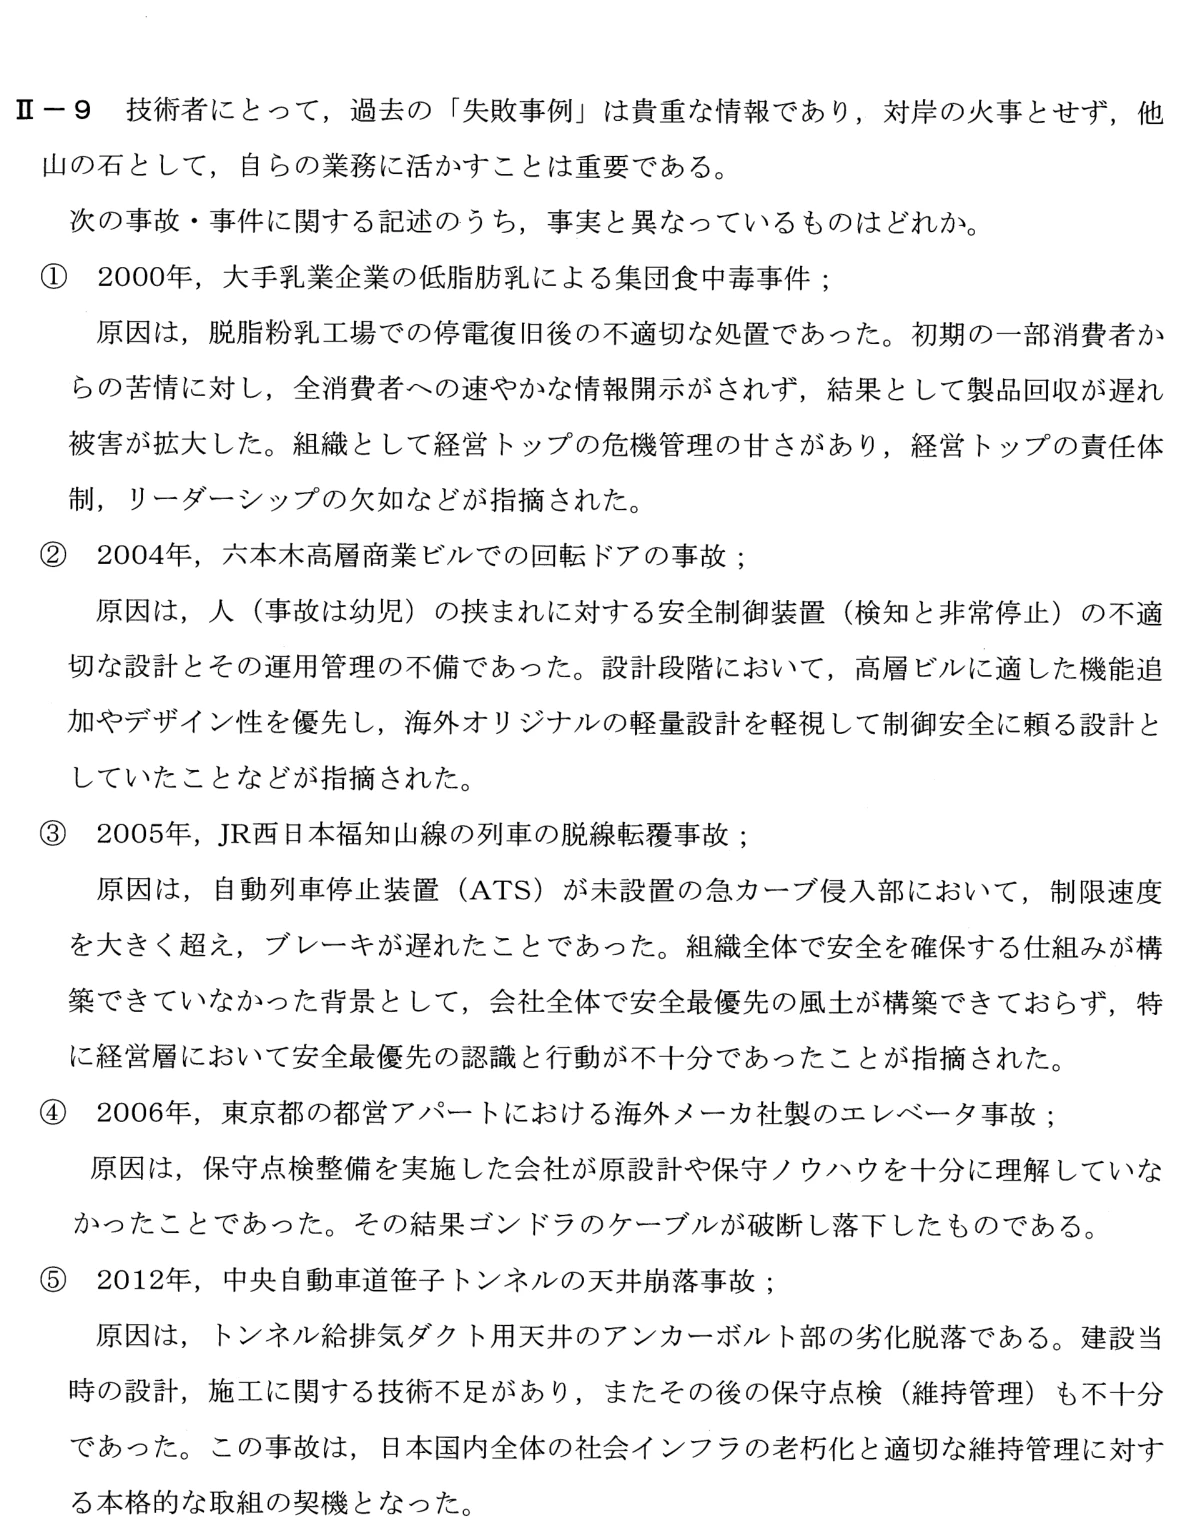 Ⅱ－９　技術者にとって，過去の「失敗事例」は貴重な情報であり，対岸の火事とせず，他
山の石として，自らの業務に活かすことは重要である。
次の事故・事件に関する記述のうち，事実と異なっているものはどれか。
①　2000年，大手乳業企業の低脂肪乳による集団食中毒事件；
原因は，脱脂粉乳工場での停電復旧後の不適切な処置であった。初期の一部消費者か
らの苦情に対し，全消費者への速やかな情報開示がされず，結果として製品回収が遅れ
被害が拡大した。組織として経営トップの危機管理の甘さがあり，経営トップの責任体
制，リーダーシップの欠如などが指摘された。
②　2004年，六本木高層商業ビルでの回転ドアの事故；
原因は，人（事故は幼児）の挟まれに対する安全制御装置（検知と非常停止）の不適
切な設計とその運用管理の不備であった。設計段階において，高層ビルに適した機能追
加やデザイン性を優先し，海外オリジナルの軽量設計を軽視して制御安全に頼る設計と
していたことなどが指摘された。
③　2005年，JR西日本福知山線の列車の脱線転覆事故；
原因は，自動列車停止装置（ATS）が未設置の急カーブ侵入部において，制限速度
を大きく超え，ブレーキが遅れたことであった。組織全体で安全を確保する仕組みが構
築できていなかった背景として，会社全体で安全最優先の風土が構築できておらず，特
に経営層において安全最優先の認識と行動が不十分であったことが指摘された。
④　2006年，東京都の都営アパートにおける海外メーカ社製のエレベータ事故；
原因は，保守点検整備を実施した会社が原設計や保守ノウハウを十分に理解していな
かったことであった。その結果ゴンドラのケーブルが破断し落下したものである。
⑤　2012年，中央自動車道笹子トンネルの天井崩落事故；
原因は，トンネル給排気ダクト用天井のアンカーボルト部の劣化脱落である。建設当
時の設計，施工に関する技術不足があり，またその後の保守点検（維持管理）も不十分
であった。この事故は，日本国内全体の社会インフラの老朽化と適切な維持管理に対す
る本格的な取組の契機となった。